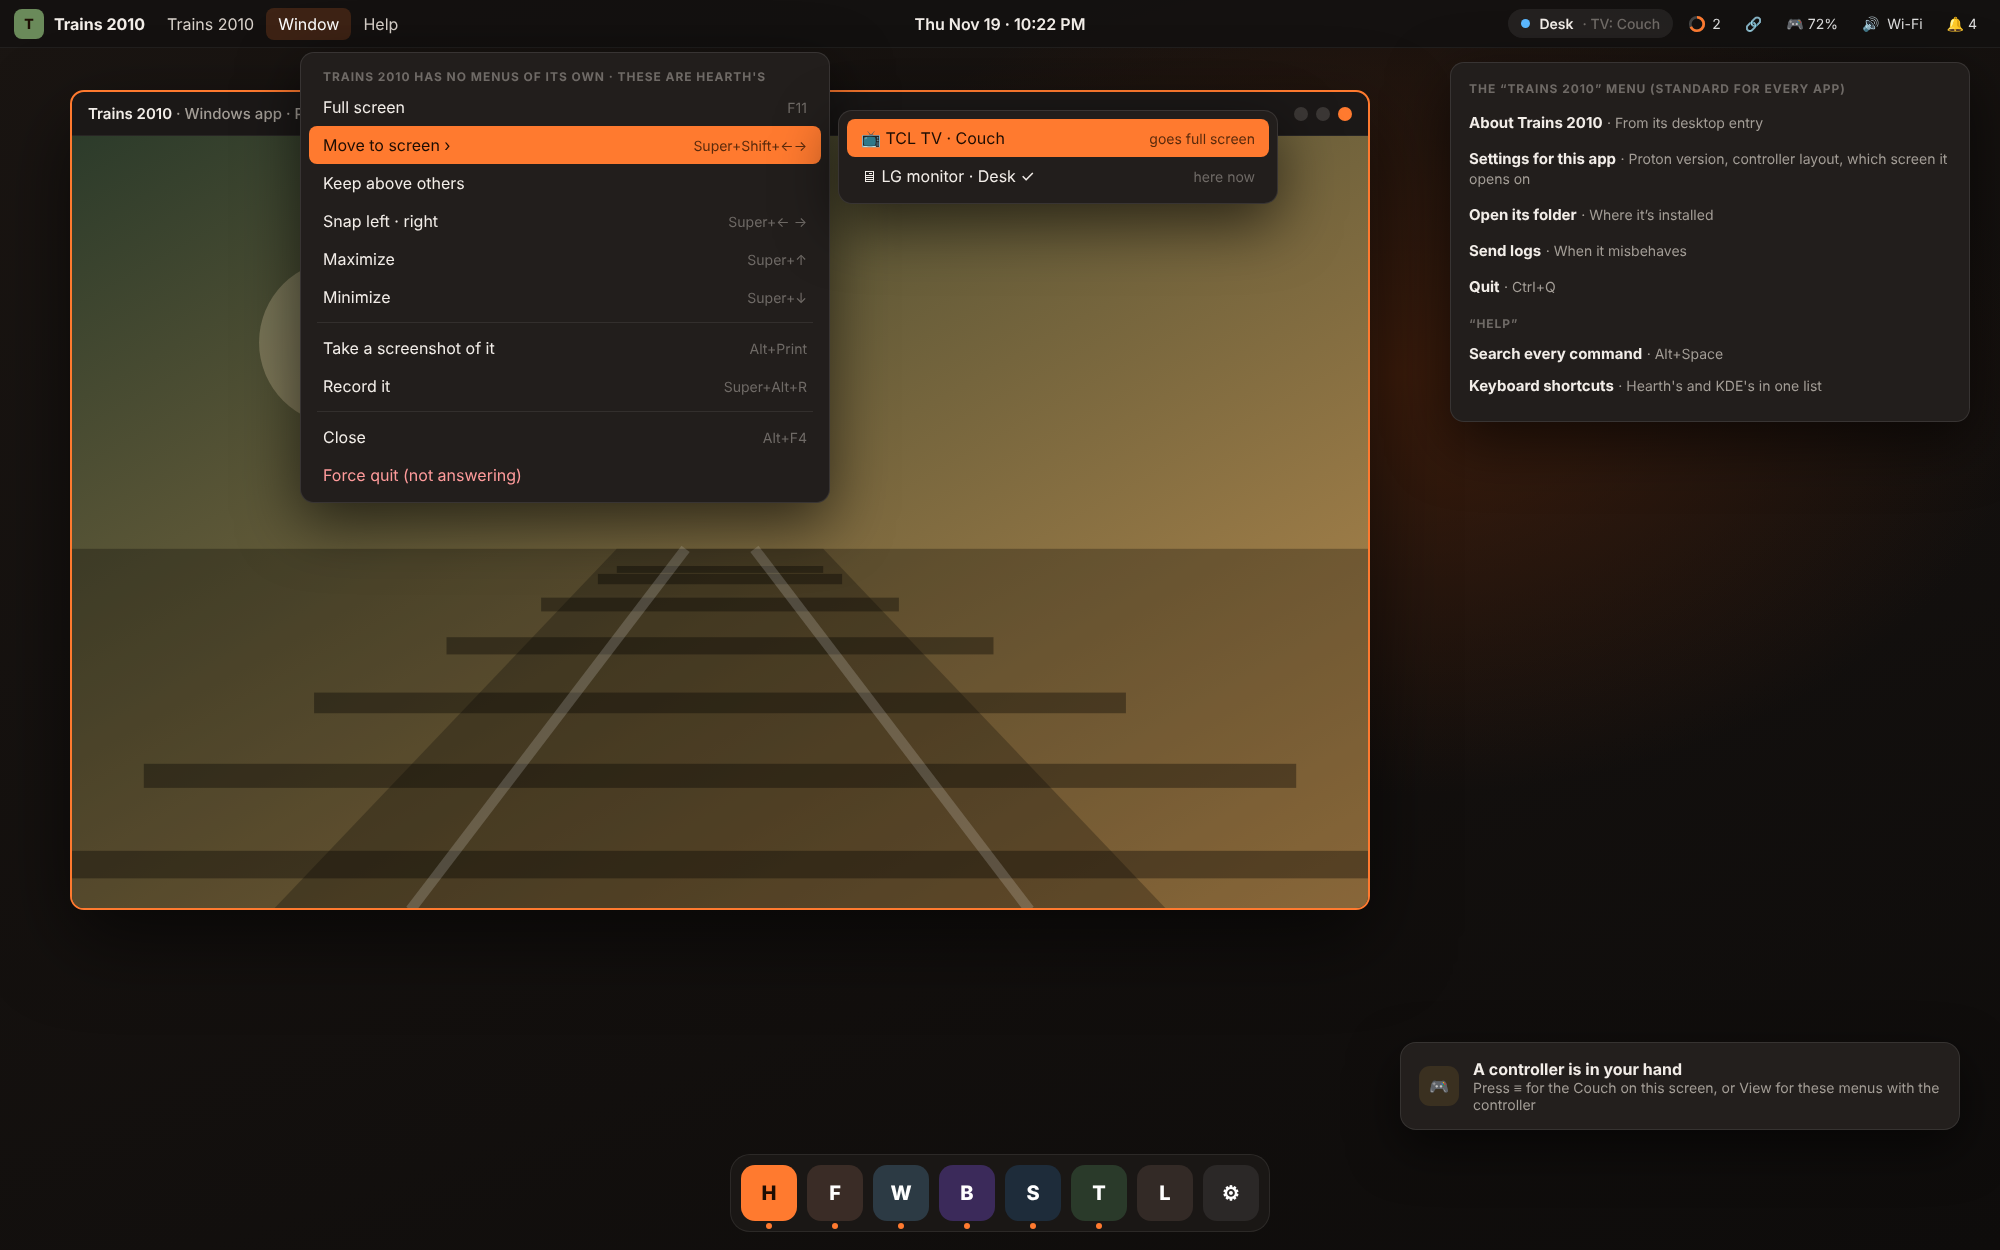 T Trains 2010 Trains 2010 Window Help
Thu Nov 19 · 10:22 PM
Desk · TV: Couch 2 72% Wi-Fi 4
TRAINS 2010 HAS NO MENUS OF ITS OWN · THESE ARE HEARTH'S
Full screen F11
Move to screen › Super+Shift+←→
Keep above others
Snap left · right Super+← →
Maximize Super+↑
Minimize Super+↓
Take a screenshot of it Alt+Print
Record it Super+Alt+R
Close Alt+F4
Force quit (not answering)
Trains 2010 · Windows app ·
TCL TV · Couch goes full screen
LG monitor · Desk ✓ here now
THE “TRAINS 2010” MENU (STANDARD FOR EVERY APP)
About Trains 2010 · From its desktop entry
Settings for this app · Proton version, controller layout, which screen it
opens on
Open its folder · Where it’s installed
Send logs · When it misbehaves
Quit · Ctrl+Q
“HELP”
Search every command · Alt+Space
Keyboard shortcuts · Hearth's and KDE's in one list
A controller is in your hand
Press ≡ for the Couch on this screen, or View for these menus with the
controller
H F W B S T L